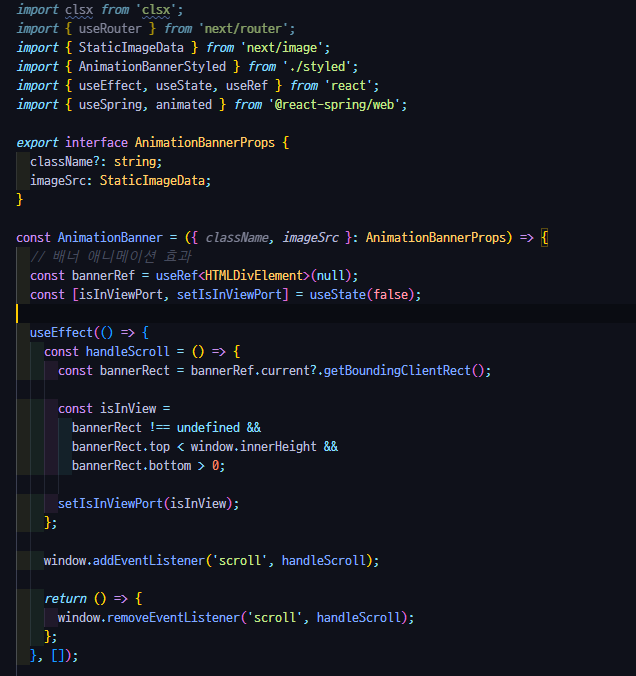 import clsx from 'clsx';
import { useRouter } from 'next/router';
import { StaticImageData } from 'next/image';
import { AnimationBannerStyled } from './styled';
import { useEffect, useState, useRef } from 'react';
import { useSpring, animated } from '@react-spring/web';
export interface AnimationBannerProps {
className?: string;
imageSrc: StaticImageData;
}
const AnimationBanner = ({ className, imageSrc }: AnimationBannerProps) => {
// 배너 애니메이션 효과
const bannerRef = useRef<HTMLDivElement>(null);
const [isInViewPort, setIsInViewPort] = useState(false);
useEffect(() => {
const handleScroll = () => {
const bannerRect = bannerRef.current?.getBoundingClientRect();
const isInView =
bannerRect !== undefined &&
bannerRect.top < window.innerHeight &&
bannerRect.bottom > 0;
setIsInViewPort(isInView);
};
window.addEventListener('scroll', handleScroll);
return () => {
window.removeEventListener('scroll', handleScroll);
};
}, []);